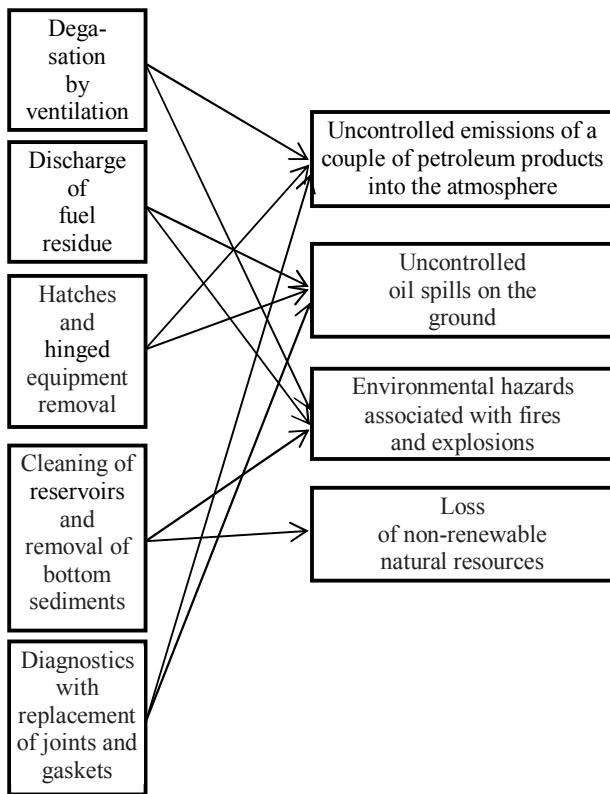 Dega-
sation
by
ventilation
Discharge
of
fuel
residue
Hatches
and
hinged
equipment
removal
Cleaning of
reservoirs
and
removal of
bottom
sediments
Diagnostics
with
replacement
of joints and
gaskets
Uncontrolled emissions of a
couple of petroleum products
into the atmosphere
Uncontrolled
oil spills on the
ground
Environmental hazards
associated with fires
and explosions
Loss
of non-renewable
natural resources